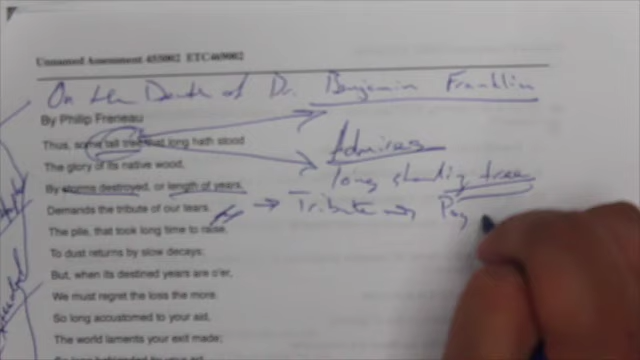 Unnamed Assessment 455002 ETC469002
On the Death of Dr. Benjamin Franklin
By Philip Freneau
Thus, some tall tree that long hath stood
The glory of its native wood,
By storms destroyed, or length of years,
Demands the tribute of our tears.
The pile, that took long time to raise,
To dust returns by slow decays:
But, when its destined years are o'er,
We must regret the loss the more.
So long accustomed to your aid,
The world laments your exit made;
Admires
long standing tree
→ Tribute → Pay